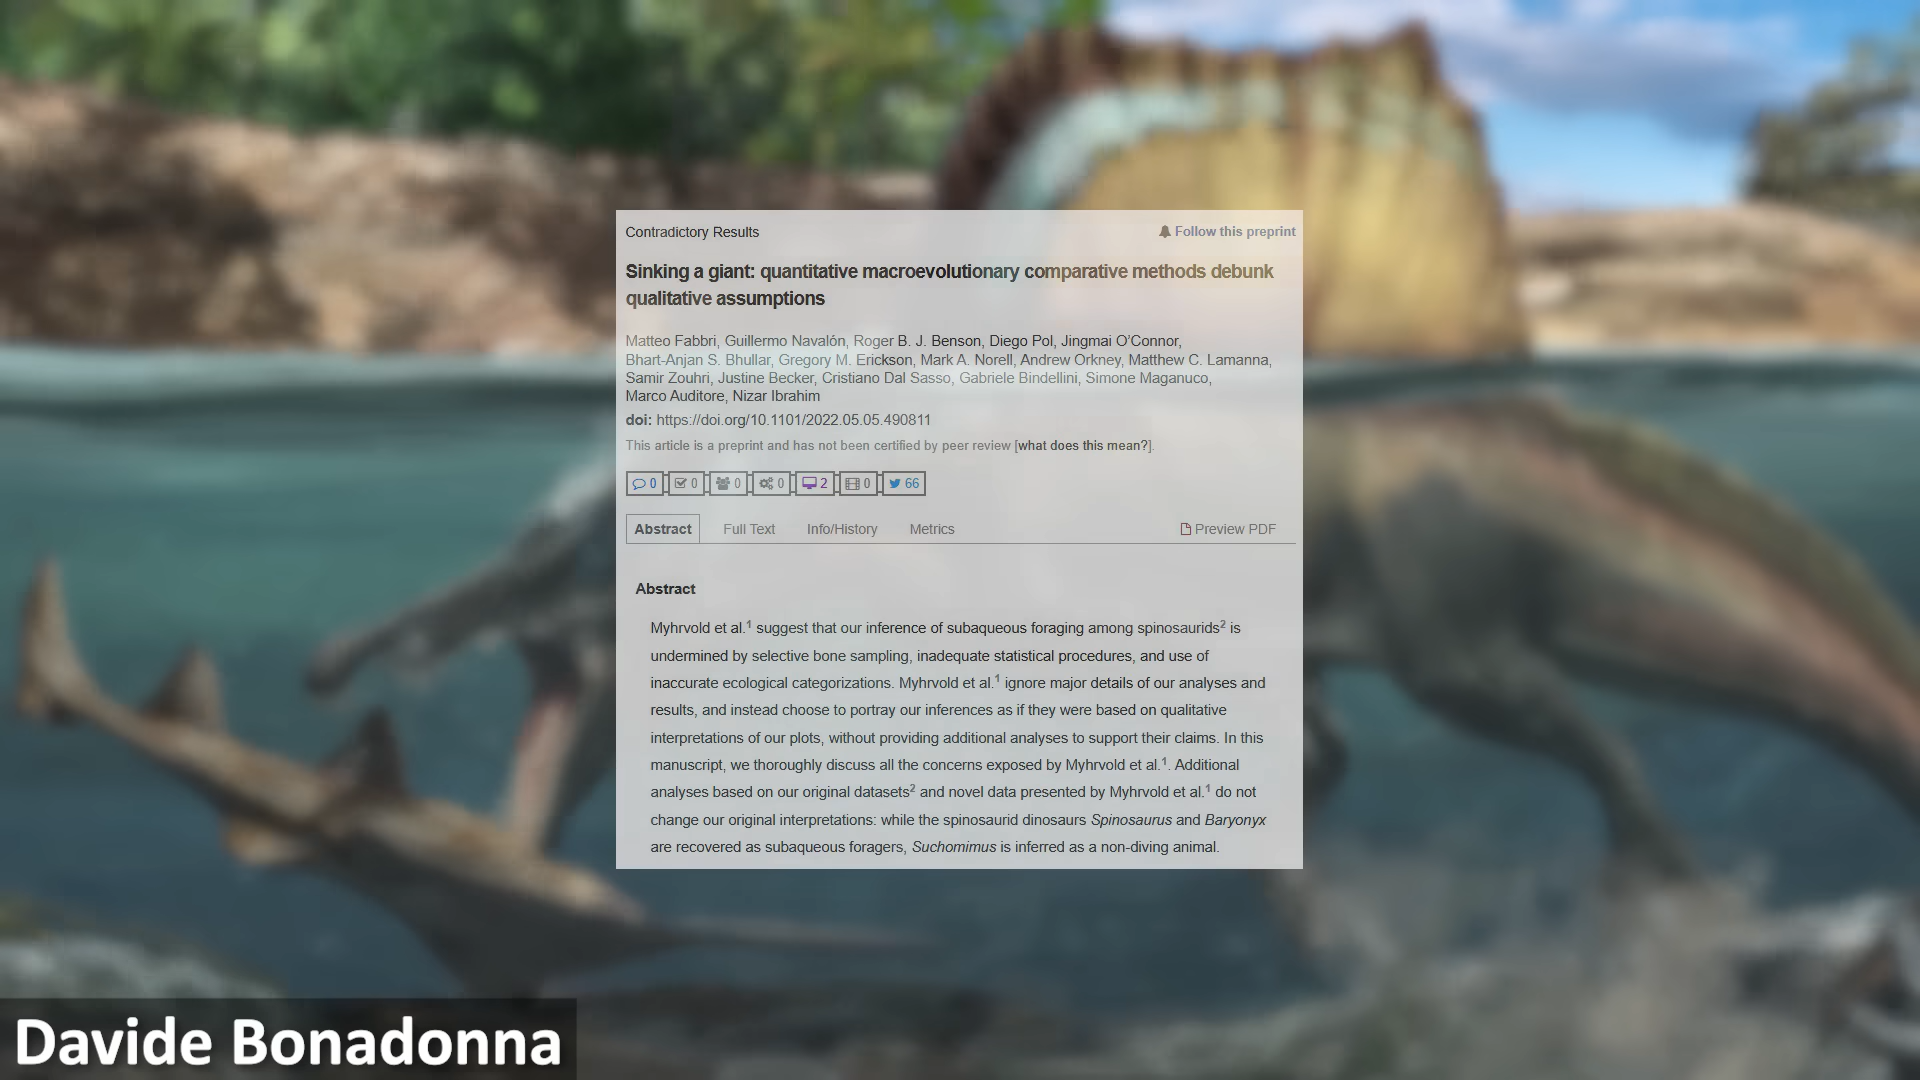 Contradictory Results
Follow this preprint
Sinking a giant: quantitative macroevolutionary comparative methods debunk
qualitative assumptions
Matteo Fabbri, Guillermo Navalón, Roger B. J. Benson, Diego Pol, Jingmai O’Connor,
Bhart-Anjan S. Bhullar, Gregory M. Erickson, Mark A. Norell, Andrew Orkney, Matthew C. Lamanna,
Samir Zouhri, Justine Becker, Cristiano Dal Sasso, Gabriele Bindellini, Simone Maganuco,
Marco Auditore, Nizar Ibrahim
doi: https://doi.org/10.1101/2022.05.05.490811
This article is a preprint and has not been certified by peer review [what does this mean?].
0 0 0 0 2 0 66
Abstract Full Text Info/History Metrics Preview PDF
Abstract
Myhrvold et al.1 suggest that our inference of subaqueous foraging among spinosaurids2 is
undermined by selective bone sampling, inadequate statistical procedures, and use of
inaccurate ecological categorizations. Myhrvold et al.1 ignore major details of our analyses and
results, and instead choose to portray our inferences as if they were based on qualitative
interpretations of our plots, without providing additional analyses to support their claims. In this
manuscript, we thoroughly discuss all the concerns exposed by Myhrvold et al.1. Additional
analyses based on our original datasets2 and novel data presented by Myhrvold et al.1 do not
change our original interpretations: while the spinosaurid dinosaurs Spinosaurus and Baryonyx
are recovered as subaqueous foragers, Suchomimus is inferred as a non-diving animal.
Davide Bonadonna